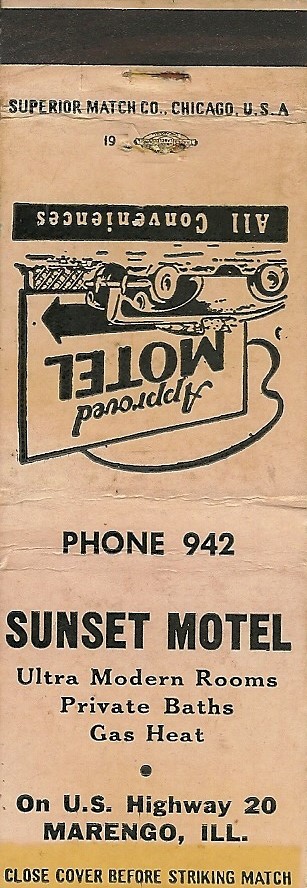 SUPERIOR MATCH CO., CHICAGO, U.S.A
19
Approved
MOTEL
All Conveniences
PHONE 942
SUNSET MOTEL
Ultra Modern Rooms
Private Baths
Gas Heat
On U.S. Highway 20
MARENGO, ILL.
CLOSE COVER BEFORE STRIKING MATCH